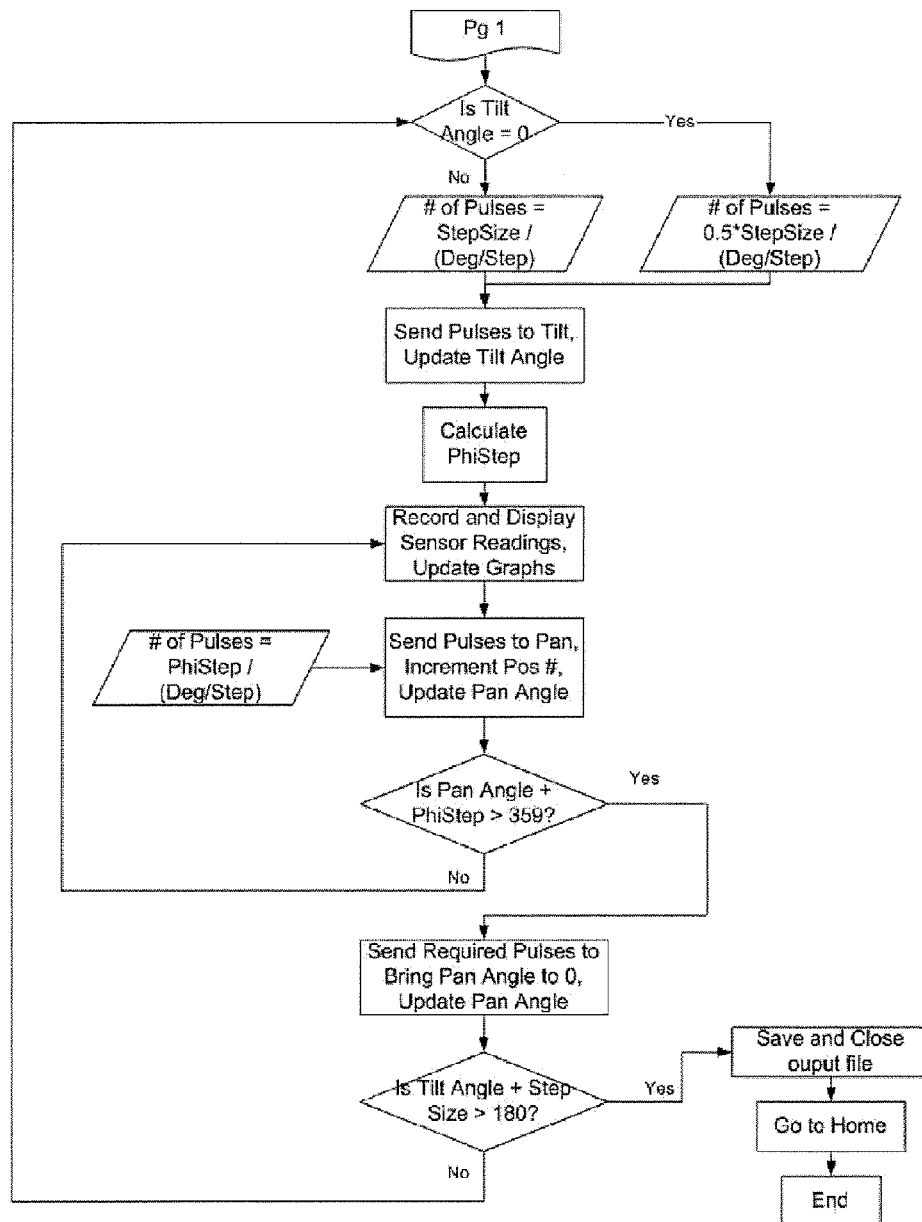 Pg 1
Is Tilt
Angle = 0
Yes
No
# of Pulses =
StepSize /
(Deg/Step)
# of Pulses =
0.5*StepSize /
(Deg/Step)
Send Pulses to Tilt,
Update Tilt Angle
Calculate
PhiStep
Record and Display
Sensor Readings,
Update Graphs
# of Pulses =
PhiStep /
(Deg/Step)
Send Pulses to Pan,
Increment Pos #,
Update Pan Angle
Is Pan Angle +
PhiStep > 359?
Yes
No
Send Required Pulses to
Bring Pan Angle to 0,
Update Pan Angle
Is Tilt Angle + Step
Size > 180?
Yes
No
Save and Close
ouput file
Go to Home
End